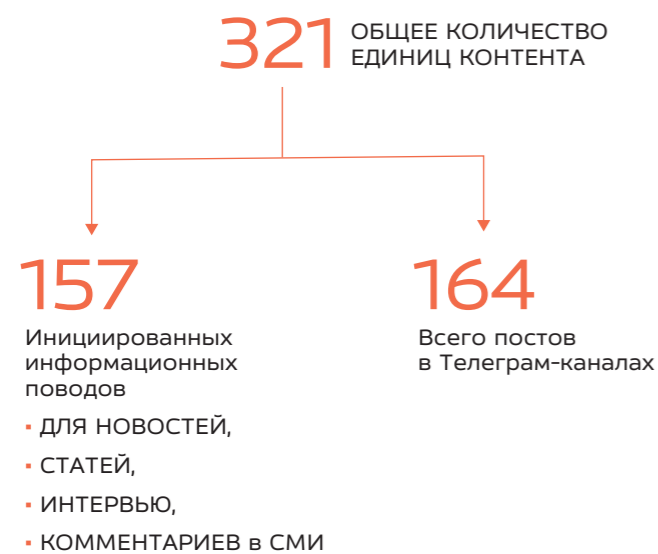 321 ОБЩЕЕ КОЛИЧЕСТВО
ЕДИНИЦ КОНТЕНТА
157
Инициированных
информационных
поводов
▪ ДЛЯ НОВОСТЕЙ,
▪ СТАТЕЙ,
▪ ИНТЕРВЬЮ,
▪ КОММЕНТАРИЕВ в СМИ
164
Всего постов
в Телеграм-каналах